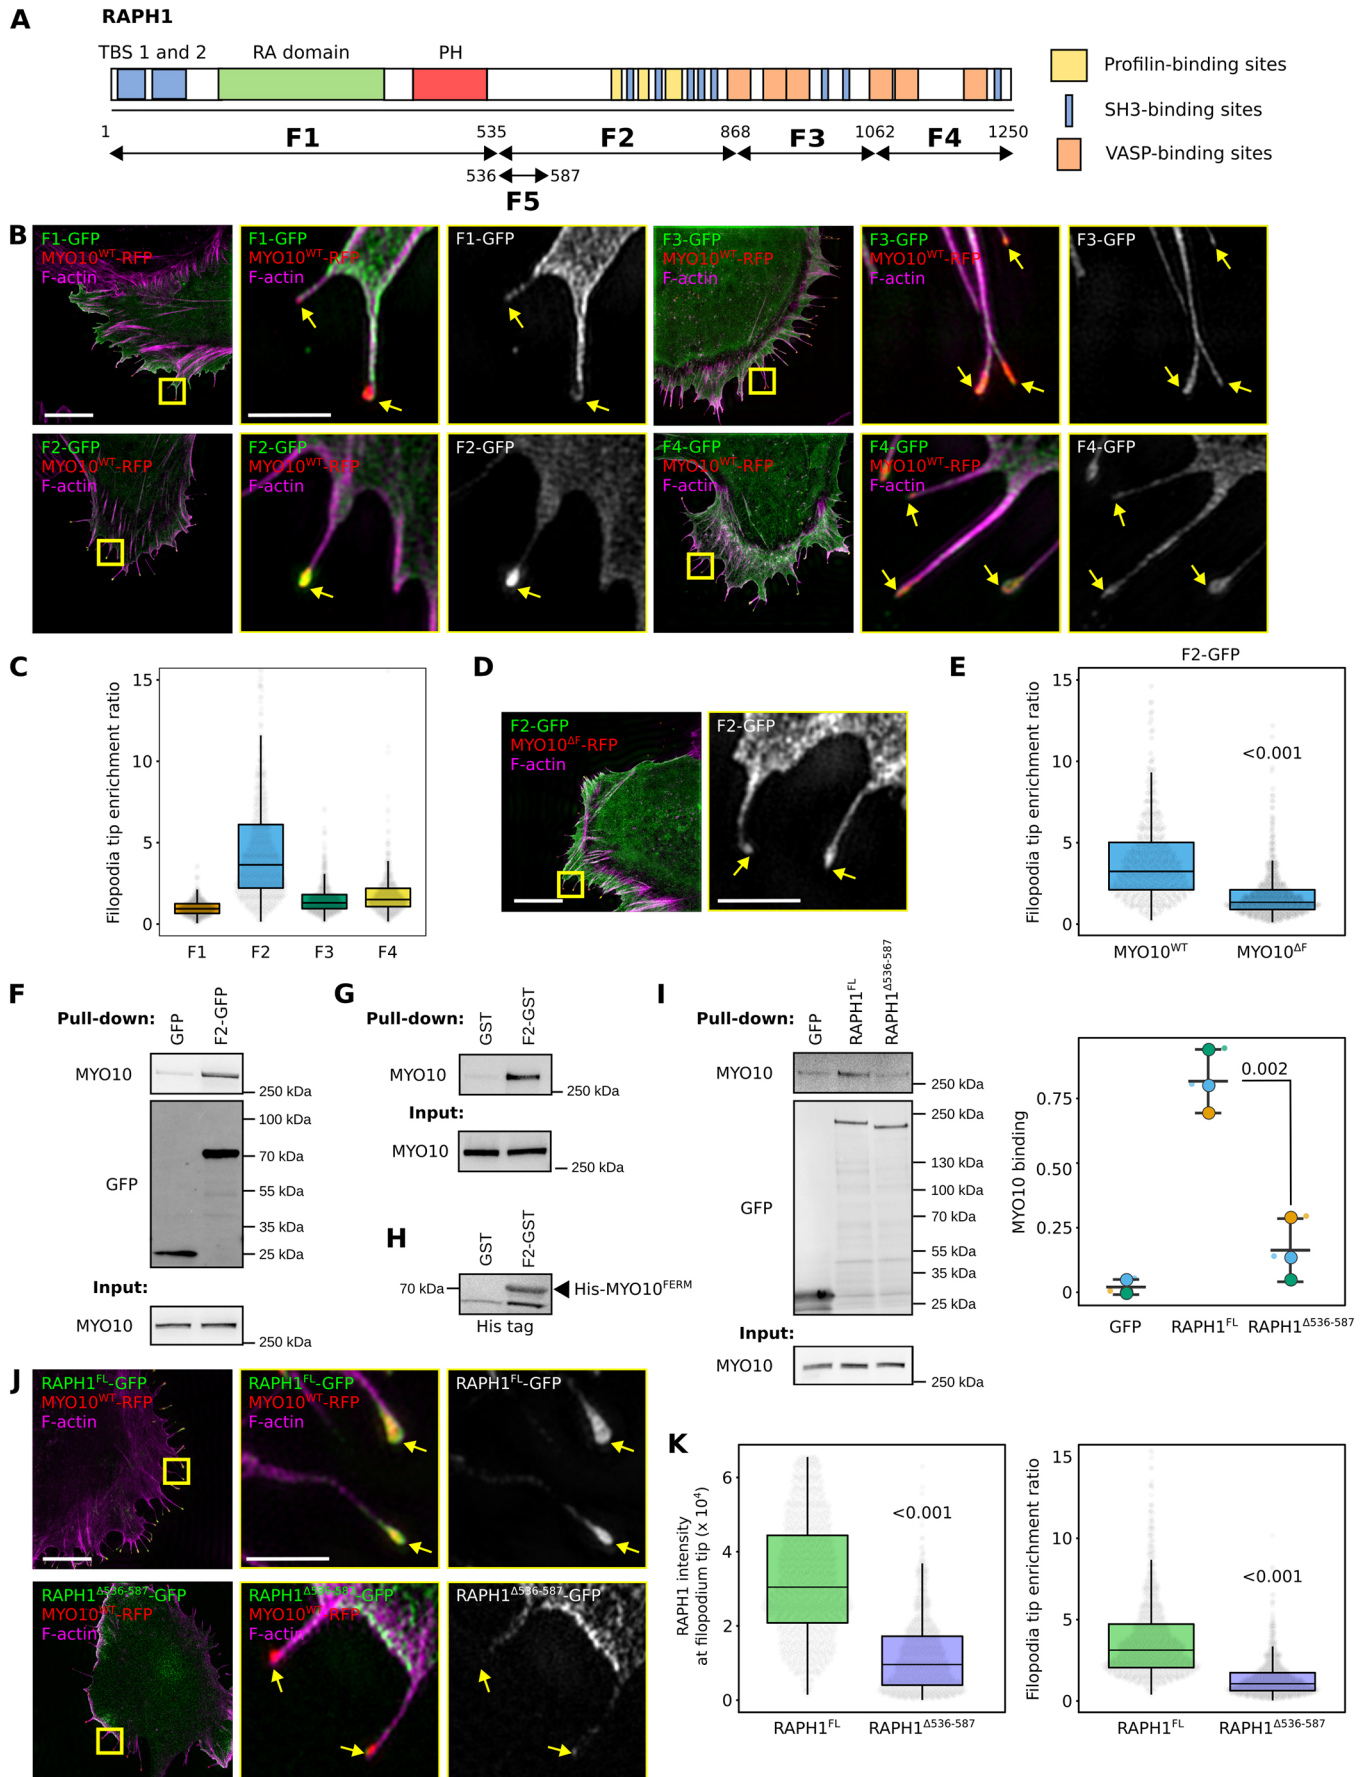 A
RAPH1
TBS 1 and 2 RA domain PH
Profilin-binding sites
SH3-binding sites
VASP-binding sites
1 F1 535 F2 868 F3 1062 F4 1250
536 587
F5
B
F1-GFP
MYO10WT-RFP
F-actin
F1-GFP
MYO10WT-RFP
F-actin
F1-GFP
F3-GFP
MYO10WT-RFP
F-actin
F3-GFP
MYO10WT-RFP
F-actin
F3-GFP
F2-GFP
MYO10WT-RFP
F-actin
F2-GFP
MYO10WT-RFP
F-actin
F2-GFP
F4-GFP
MYO10WT-RFP
F-actin
F4-GFP
MYO10WT-RFP
F-actin
F4-GFP
C
Filopodia tip enrichment ratio
15
10
5
0
F1 F2 F3 F4
D
F2-GFP
MYO10ΔF-RFP
F-actin
F2-GFP
E
F2-GFP
Filopodia tip enrichment ratio
15
10
5
0
<0.001
MYO10WT MYO10ΔF
F
Pull-down: GFP F2-GFP
MYO10
250 kDa
GFP
100 kDa
70 kDa
55 kDa
35 kDa
25 kDa
Input:
MYO10
250 kDa
G
Pull-down: GST F2-GST
MYO10
250 kDa
Input:
MYO10
250 kDa
H
GST F2-GST
70 kDa
His-MYO10FERM
His tag
I
Pull-down: GFP RAPH1FL RAPH1Δ536-587
MYO10
250 kDa
GFP
250 kDa
130 kDa
100 kDa
70 kDa
55 kDa
35 kDa
25 kDa
Input:
MYO10
250 kDa
MYO10 binding
0.75
0.50
0.25
0
0.002
GFP RAPH1FL RAPH1Δ536-587
J
RAPH1FL-GFP
MYO10WT-RFP
F-actin
RAPH1FL-GFP
MYO10WT-RFP
F-actin
RAPH1FL-GFP
RAPH1Δ536-587-GFP
MYO10WT-RFP
F-actin
RAPH1Δ536-587-GFP
MYO10WT-RFP
F-actin
RAPH1Δ536-587-GFP
K
RAPH1 intensity
at filopodium tip (x 104)
6
4
2
0
<0.001
RAPH1FL RAPH1Δ536-587
Filopodia tip enrichment ratio
15
10
5
0
<0.001
RAPH1FL RAPH1Δ536-587